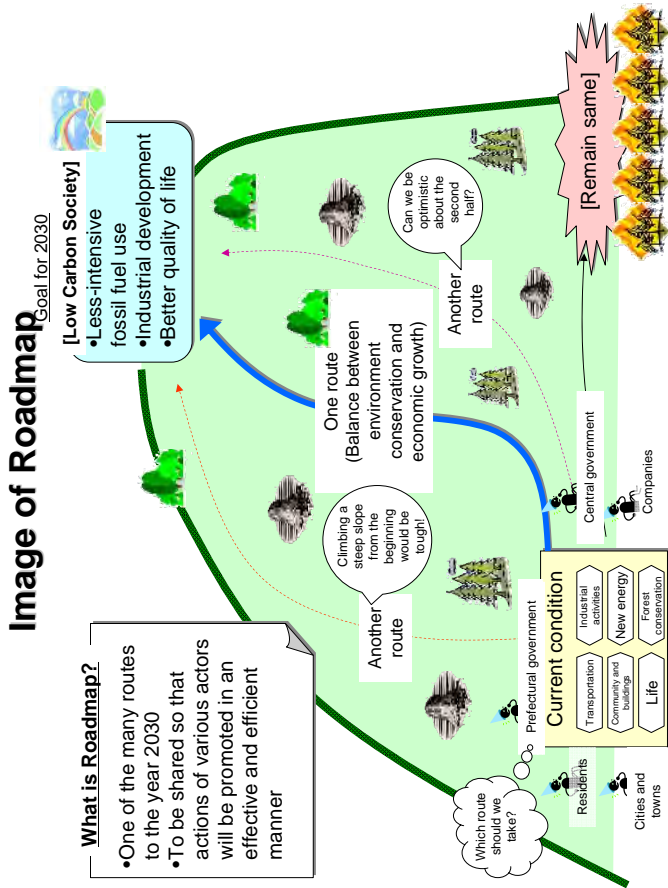 Image of Roadmap
What is Roadmap?
•One of the many routes
to the year 2030
•To be shared so that
actions of various actors
will be promoted in an
effective and efficient
manner
Goal for 2030
[Low Carbon Society]
•Less-intensive
fossil fuel use
•Industrial development
•Better quality of life
Another
route
Climbing a
steep slope
from the
beginning
would be
tough!
One route
(Balance between
environment
conservation and
economic growth)
Another
route
Can we be
optimistic
about the
second
half?
[Remain same]
Which route
should we
take?
Prefectural government
Residents
Cities and
towns
Current condition
Transportation
Industrial
activities
Community and
buildings
New energy
Life
Forest
conservation
Central government
Companies